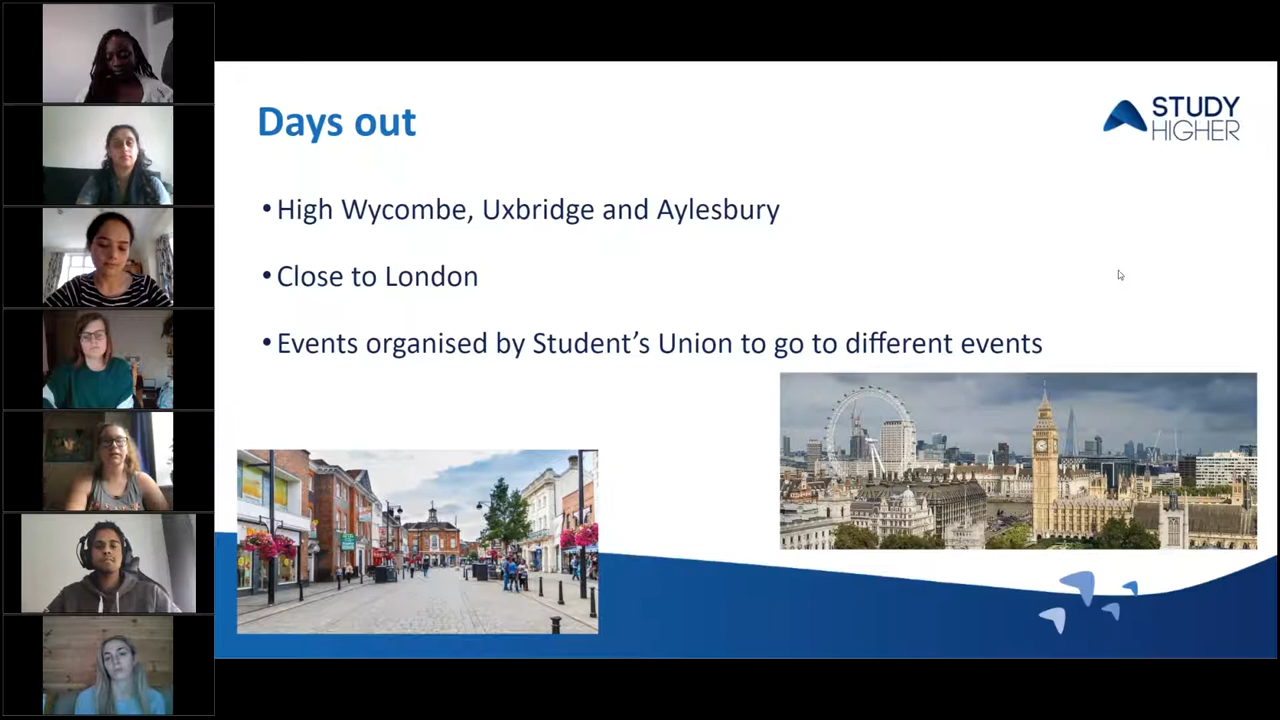 Days out
STUDY
HIGHER
•High Wycombe, Uxbridge and Aylesbury
•Close to London
•Events organised by Student’s Union to go to different events